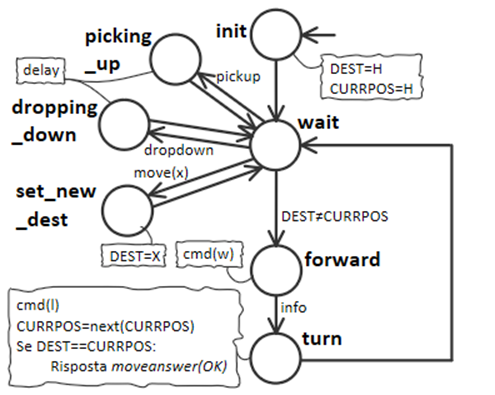 picking
_up
init
delay
pickup
DEST=H
CURRPOS=H
dropping
_down
wait
dropdown
move(x)
set_new
_dest
DEST≠CURRPOS
DEST=X
cmd(w)
forward
info
cmd(l)
CURRPOS=next(CURRPOS)
Se DEST==CURRPOS:
Risposta moveanswer(OK)
turn